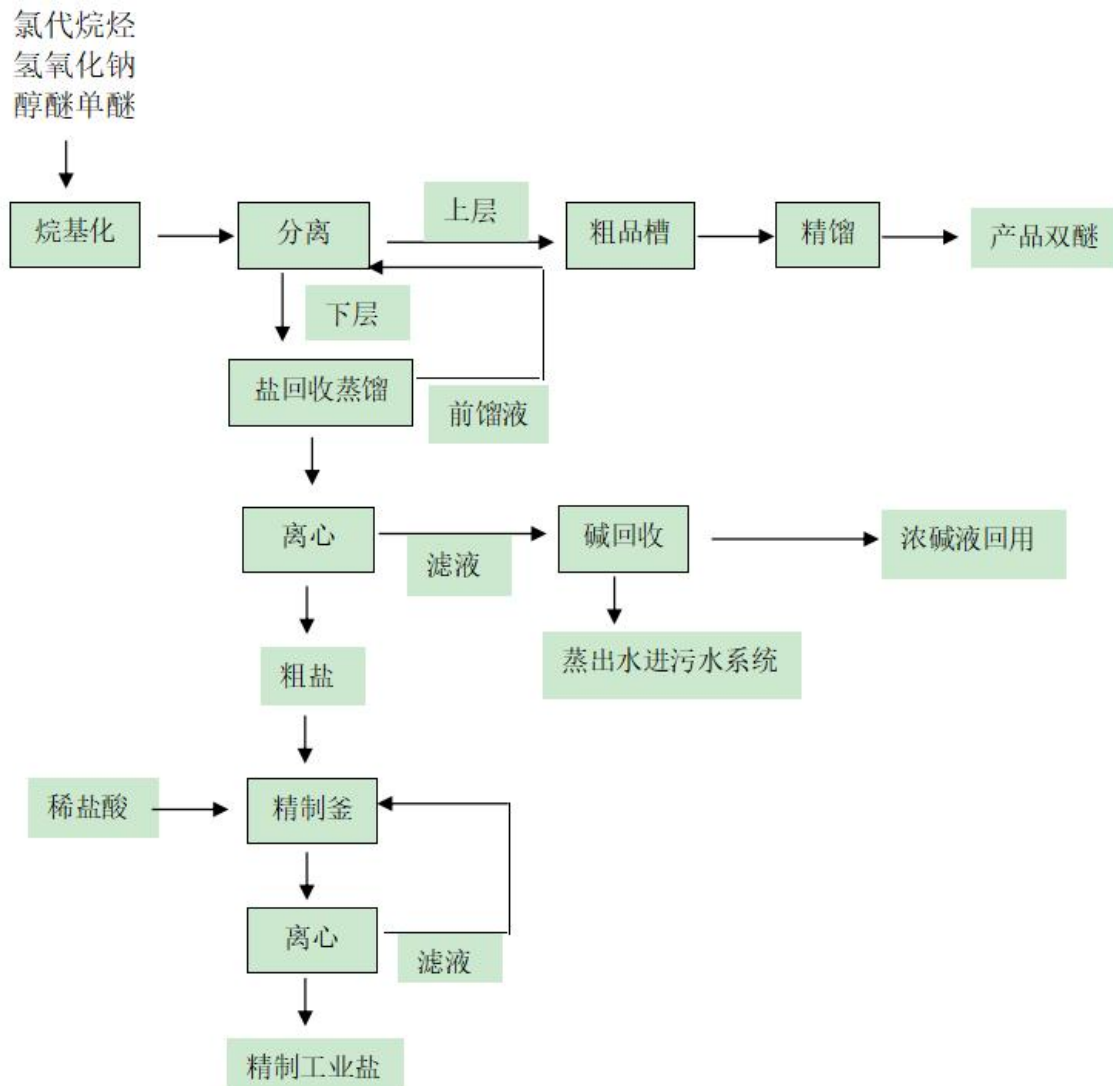 氯代烷烃
氢氧化钠
醇醚单醚
烷基化
分离
上层
粗品槽
精馏
产品双醚
下层
盐回收蒸馏
前馏液
离心
滤液
碱回收
浓碱液回用
粗盐
蒸出水进污水系统
稀盐酸
精制釜
离心
滤液
精制工业盐